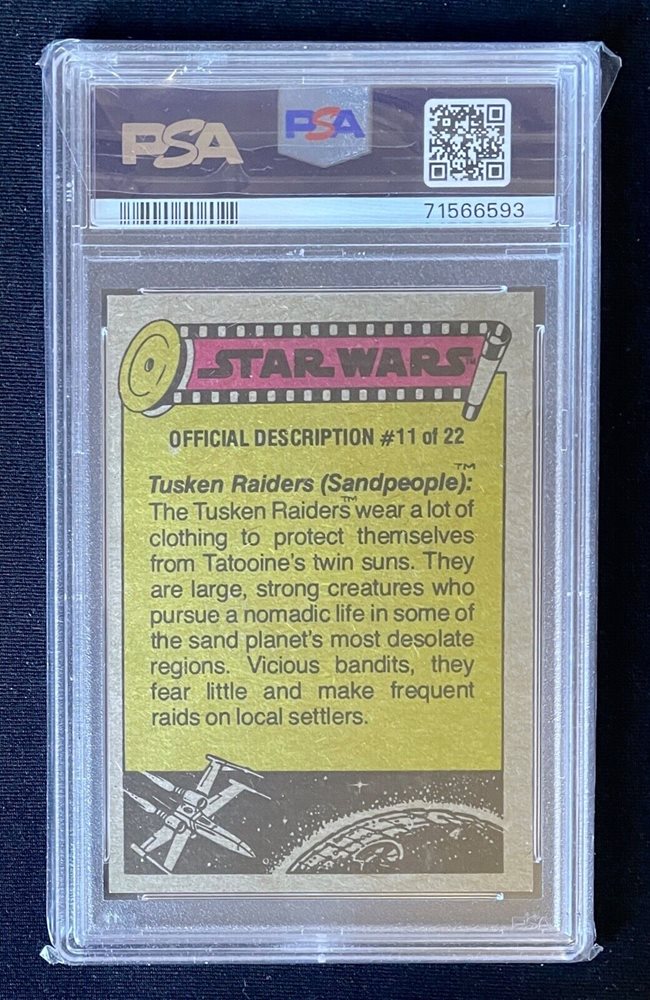 PSA PSA
71566593
STAR WARS™
OFFICIAL DESCRIPTION #11 of 22
Tusken Raiders (Sandpeople):™
The Tusken Raiders™ wear a lot of
clothing to protect themselves
from Tatooine's twin suns. They
are large, strong creatures who
pursue a nomadic life in some of
the sand planet's most desolate
regions. Vicious bandits, they
fear little and make frequent
raids on local settlers.
PSA